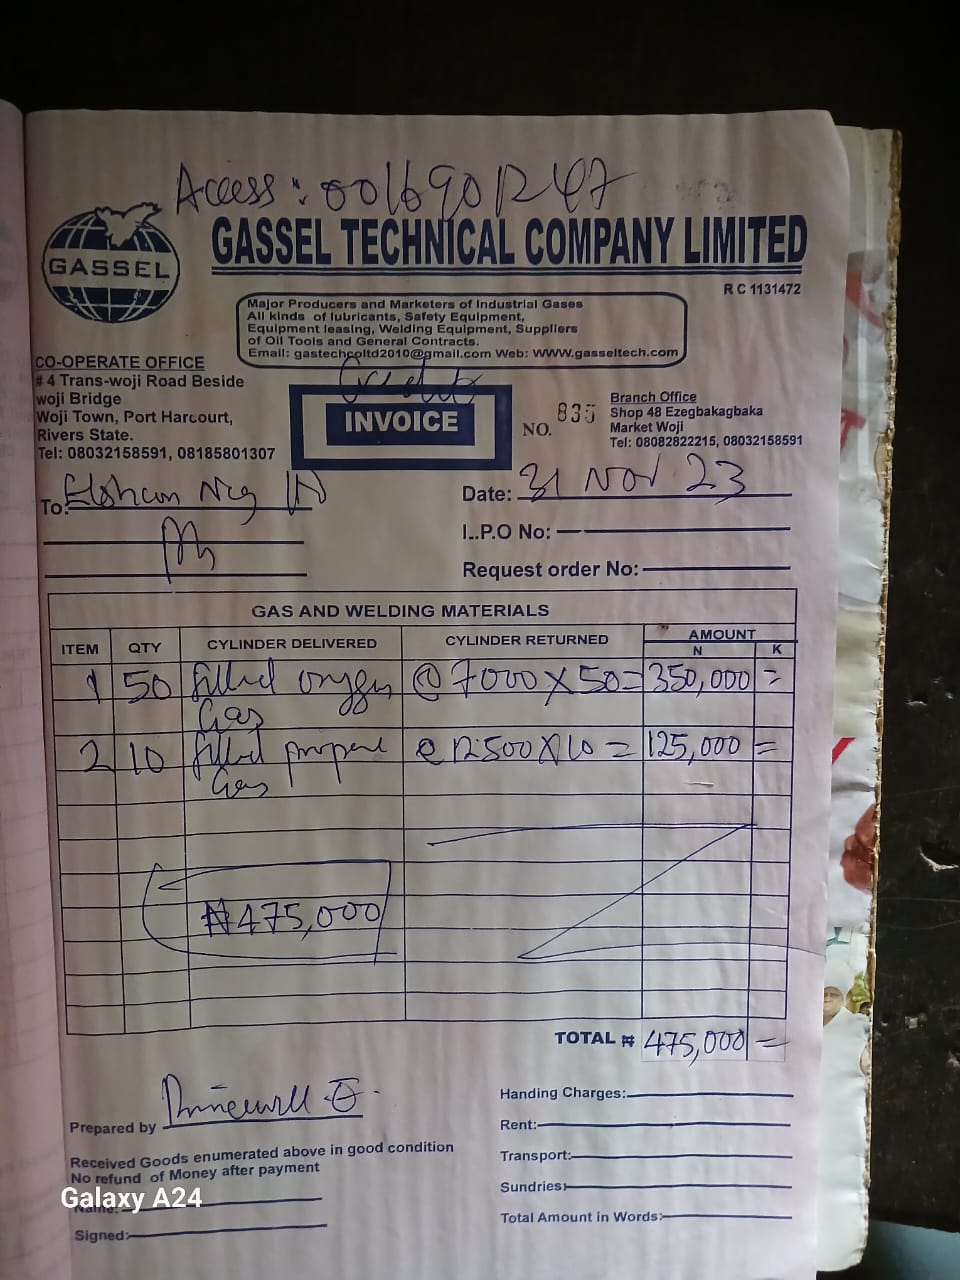 Access: 0016901247
GASSEL
GASSEL TECHNICAL COMPANY LIMITED
R C 1131472
Major Producers and Marketers of Industrial Gases
All kinds of lubricants, Safety Equipment,
Equipment leasing, Welding Equipment, Suppliers
of Oil Tools and General Contracts.
Email: gastechcoltd2010@gmail.com Web: WWW.gasseltech.com
CO-OPERATE OFFICE
# 4 Trans-woji Road Beside
woji Bridge
Woji Town, Port Harcourt,
Rivers State.
Tel: 08032158591, 08185801307
Credit
INVOICE
NO. 835
Branch Office
Shop 48 Ezegbakagbaka
Market Woji
Tel: 08082822215, 08032158591
To: Elsham Nig
Date: 31 Nov 23
I..P.O No:
Request order No:
GAS AND WELDING MATERIALS
ITEM QTY CYLINDER DELIVERED CYLINDER RETURNED AMOUNT
N K
1 50 filled oxygen @ 7000 X 50 = 350,000 =
Gas
2 10 filled propane @ 12500 X 10 = 125,000 =
Gas
₦475,000
TOTAL ₦ 475,000 =
Prepared by
Received Goods enumerated above in good condition
No refund of Money after payment
Name:
Signed:
Handing Charges:
Rent:
Transport:
Sundries:
Total Amount in Words:
Galaxy A24